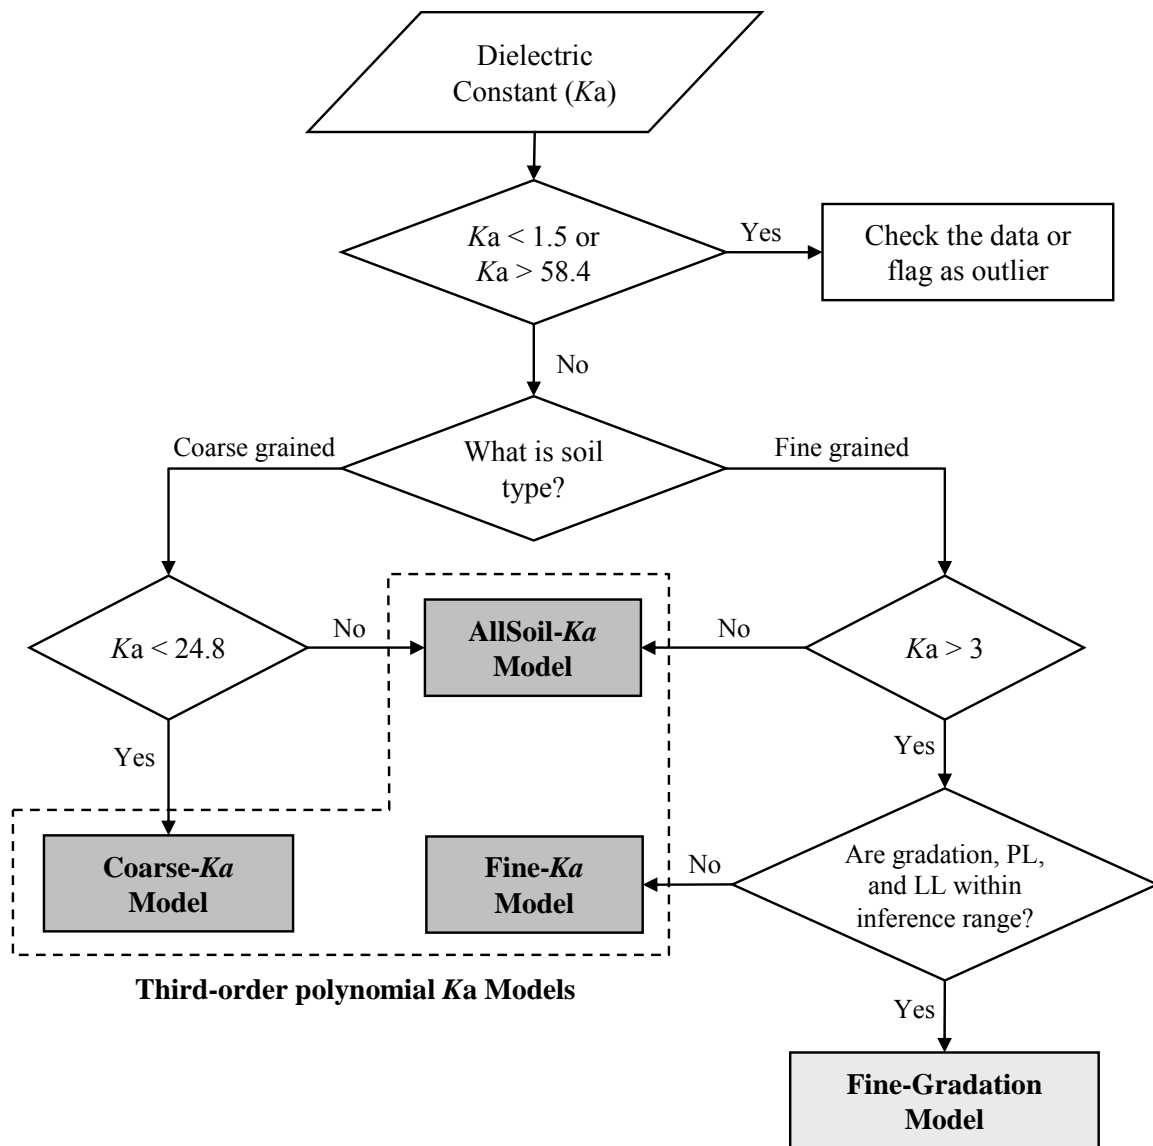 Dielectric
Constant (Ka)
Ka < 1.5 or
Ka > 58.4
Yes
Check the data or
flag as outlier
No
Coarse grained
What is soil
type?
Fine grained
Ka < 24.8
No
AllSoil-Ka
Model
No
Ka > 3
Yes
Yes
Coarse-Ka
Model
Fine-Ka
Model
No
Are gradation, PL,
and LL within
inference range?
Third-order polynomial Ka Models
Yes
Fine-Gradation
Model